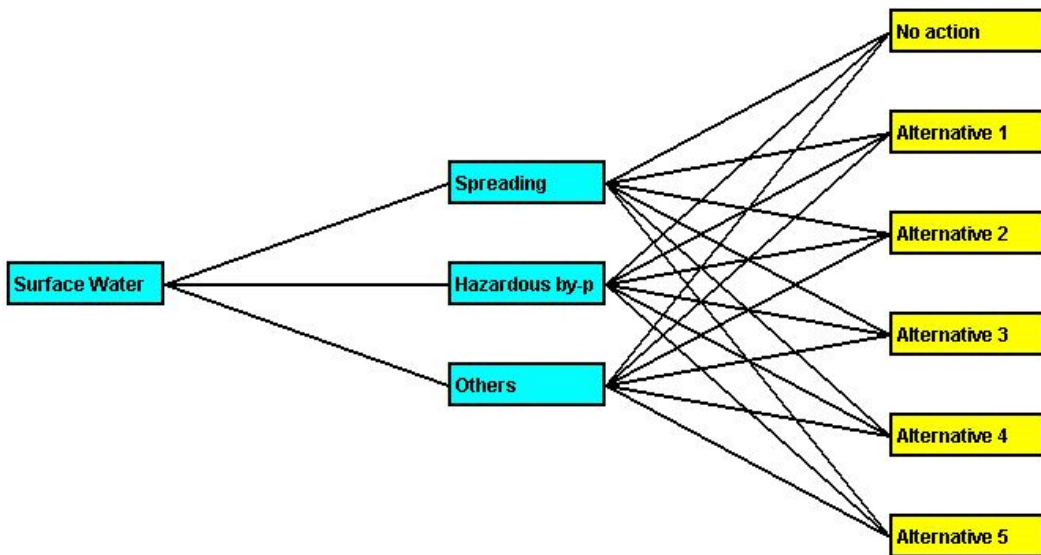 No action
Alternative 1
Spreading
Alternative 2
Surface Water
Hazardous by-p
Alternative 3
Others
Alternative 4
Alternative 5